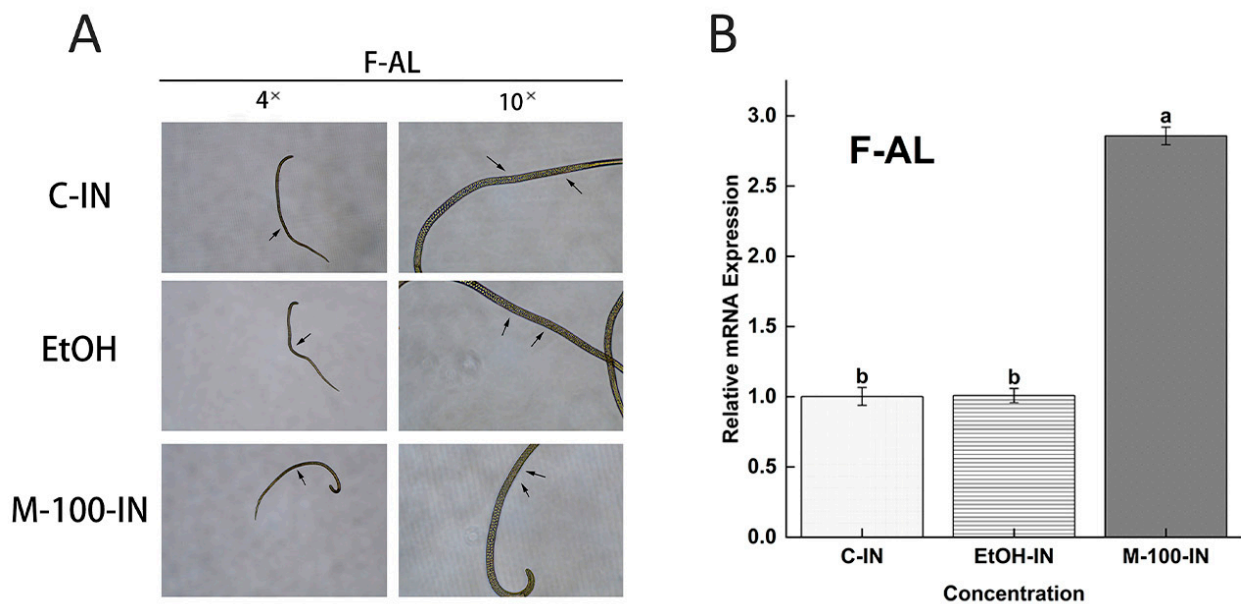 A
F-AL
4×
10×
C-IN
EtOH
M-100-IN
B
F-AL
Relative mRNA Expression
3.0
2.5
2.0
1.5
1.0
0.5
0.0
b
b
a
C-IN
EtOH-IN
M-100-IN
Concentration